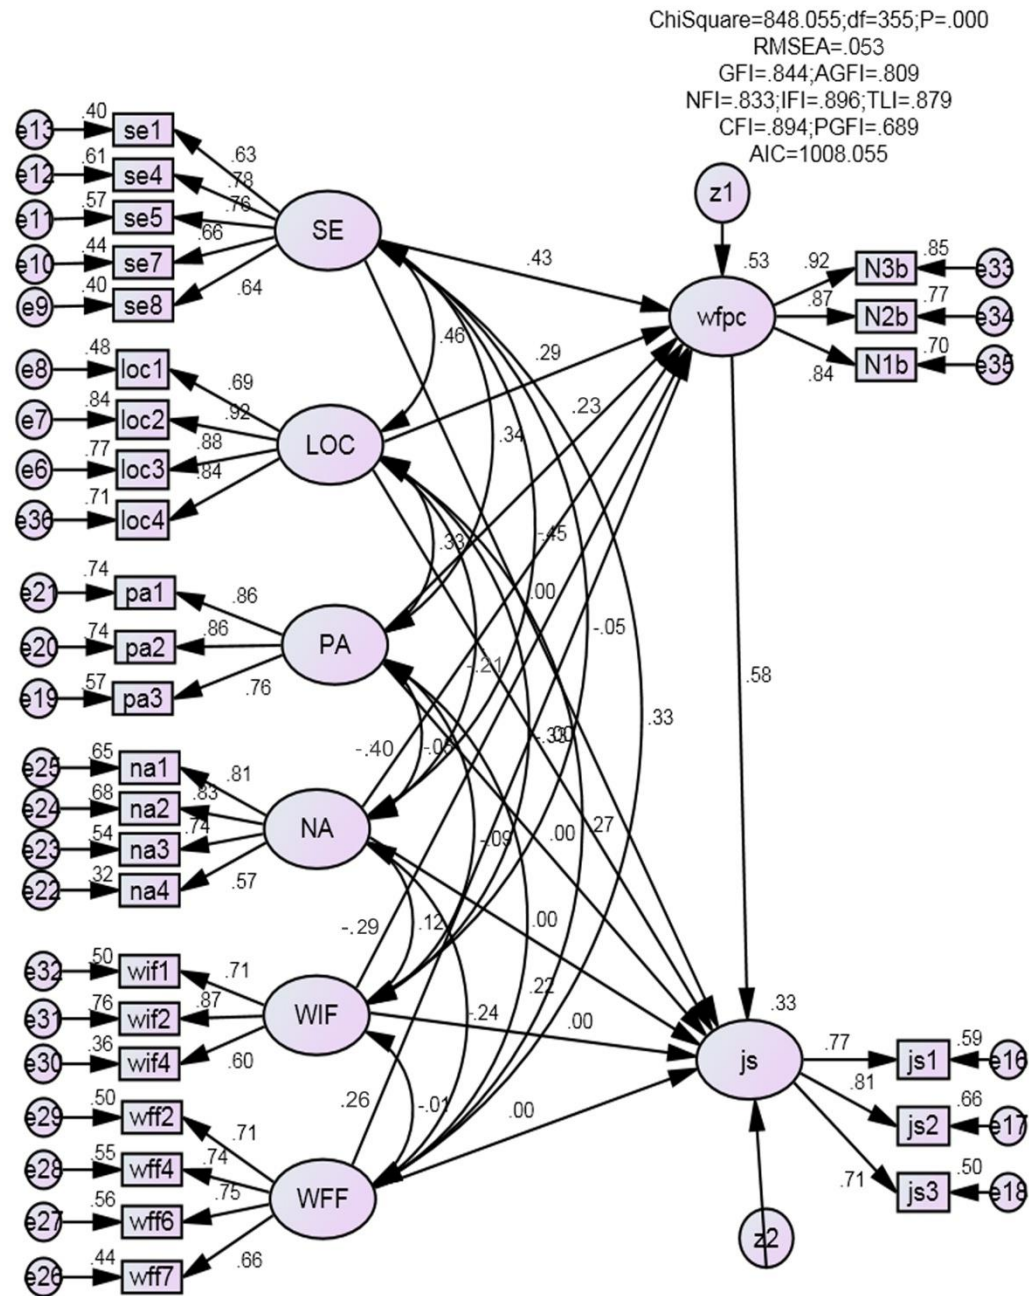 ChiSquare=848.055;df=355;P=.000
RMSEA=.053
GFI=.844;AGFI=.809
NFI=.833;IFI=.896;TLI=.879
CFI=.894;PGFI=.689
AIC=1008.055
e13 .40 se1 .63
e12 .61 se4 .78
e11 .57 se5 .76
e10 .44 se7 .66
e9 .40 se8 .64
SE
z1
.43
.53
wfpc
.92 N3b .85 e33
.87 N2b .77 e34
.84 N1b .70 e35
.46
.29
e8 .48 loc1 .69
e7 .84 loc2 .92
e6 .77 loc3 .88
e36 .71 loc4 .84
LOC
.23
.34
.33
-.45
.00
-.05
e21 .74 pa1 .86
e20 .74 pa2 .86
e19 .57 pa3 .76
PA
-.21
.58
.33
-.40
-.33
.00
e25 .65 na1 .81
e24 .68 na2 .83
e23 .54 na3 .74
e22 .32 na4 .57
NA
-.09
.00
.27
-.29
.12
.00
e32 .50 wif1 .71
e31 .76 wif2 .87
e30 .36 wif4 .60
WIF
.22
-.24
.00
.33
js
.77 js1 .59 e16
.81 js2 .66 e17
.71 js3 .50 e18
z2
.26
-.01
.00
e29 .50 wff2 .71
e28 .55 wff4 .74
e27 .56 wff6 .75
e26 .44 wff7 .66
WFF